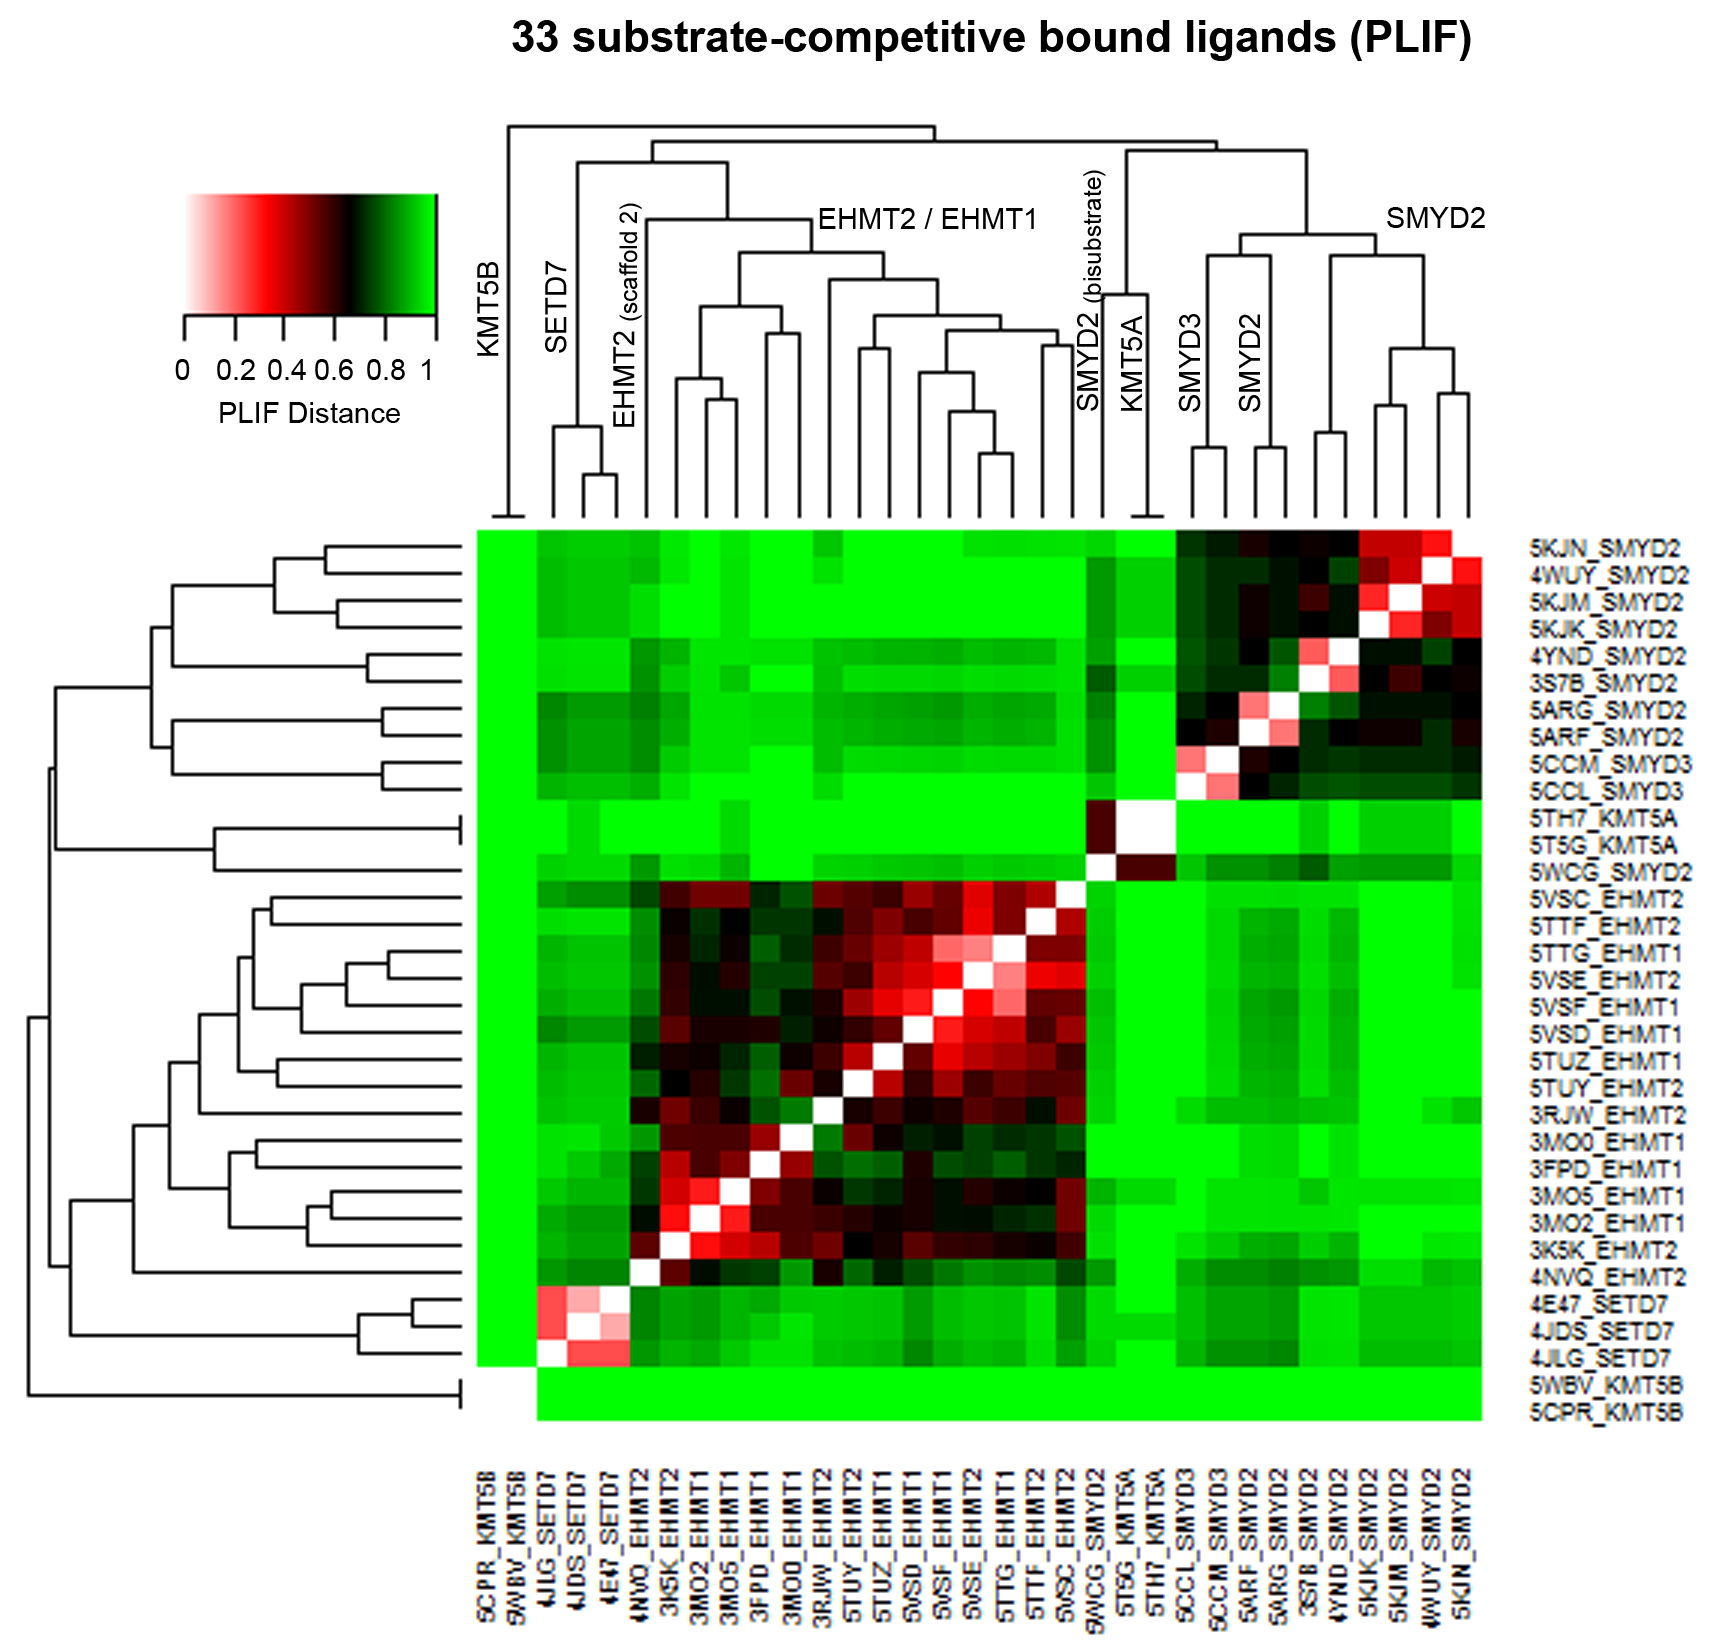 33 substrate-competitive bound ligands (PLIF)
KMT5B
SETD7
EHMT2 (scaffold 2)
EHMT2 / EHMT1
SMYD2 (bisubstrate)
KMT5A
SMYD3
SMYD2
SMYD2
0 0.2 0.4 0.6 0.8 1
PLIF Distance
5KJN_SMYD2
4WUY_SMYD2
5KJM_SMYD2
5KJK_SMYD2
4YND_SMYD2
3S7B_SMYD2
5ARG_SMYD2
5ARF_SMYD2
5CCM_SMYD3
5CCL_SMYD3
5TH7_KMT5A
5T5G_KMT5A
5WCG_SMYD2
5VSC_EHMT2
5TTF_EHMT2
5TTG_EHMT1
5VSE_EHMT2
5VSF_EHMT1
5VSD_EHMT1
5TUZ_EHMT1
5TUY_EHMT2
3RJW_EHMT2
3MO0_EHMT1
3FPD_EHMT1
3MO5_EHMT1
3MO2_EHMT1
3K5K_EHMT2
4NVQ_EHMT2
4E47_SETD7
4JDS_SETD7
4JLG_SETD7
5WBV_KMT5B
5CPR_KMT5B
5CPR_KMT5B
5WBV_KMT5B
4JLG_SETD7
4JDS_SETD7
4E47_SETD7
4NVQ_EHMT2
3K5K_EHMT2
3MO2_EHMT1
3MO5_EHMT1
3FPD_EHMT1
3MO0_EHMT1
3RJW_EHMT2
5TUY_EHMT2
5TUZ_EHMT1
5VSD_EHMT1
5VSF_EHMT1
5VSE_EHMT2
5TTG_EHMT1
5TTF_EHMT2
5VSC_EHMT2
5WCG_SMYD2
5T5G_KMT5A
5TH7_KMT5A
5CCL_SMYD3
5CCM_SMYD3
5ARF_SMYD2
5ARG_SMYD2
3S7B_SMYD2
4YND_SMYD2
5KJK_SMYD2
5KJM_SMYD2
4WUY_SMYD2
5KJN_SMYD2